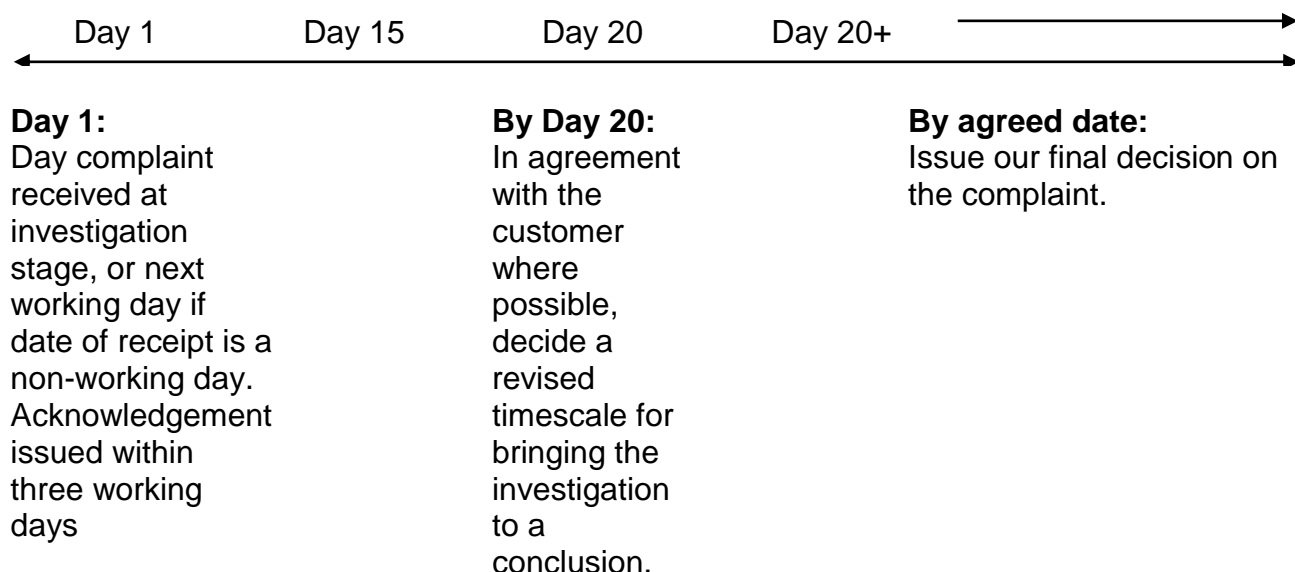 Day 1 Day 15 Day 20 Day 20+
Day 1:
Day complaint
received at
investigation
stage, or next
working day if
date of receipt is a
non-working day.
Acknowledgement
issued within
three working
days
By Day 20:
In agreement
with the
customer
where
possible,
decide a
revised
timescale for
bringing the
investigation
to a
conclusion.
By agreed date:
Issue our final decision on
the complaint.